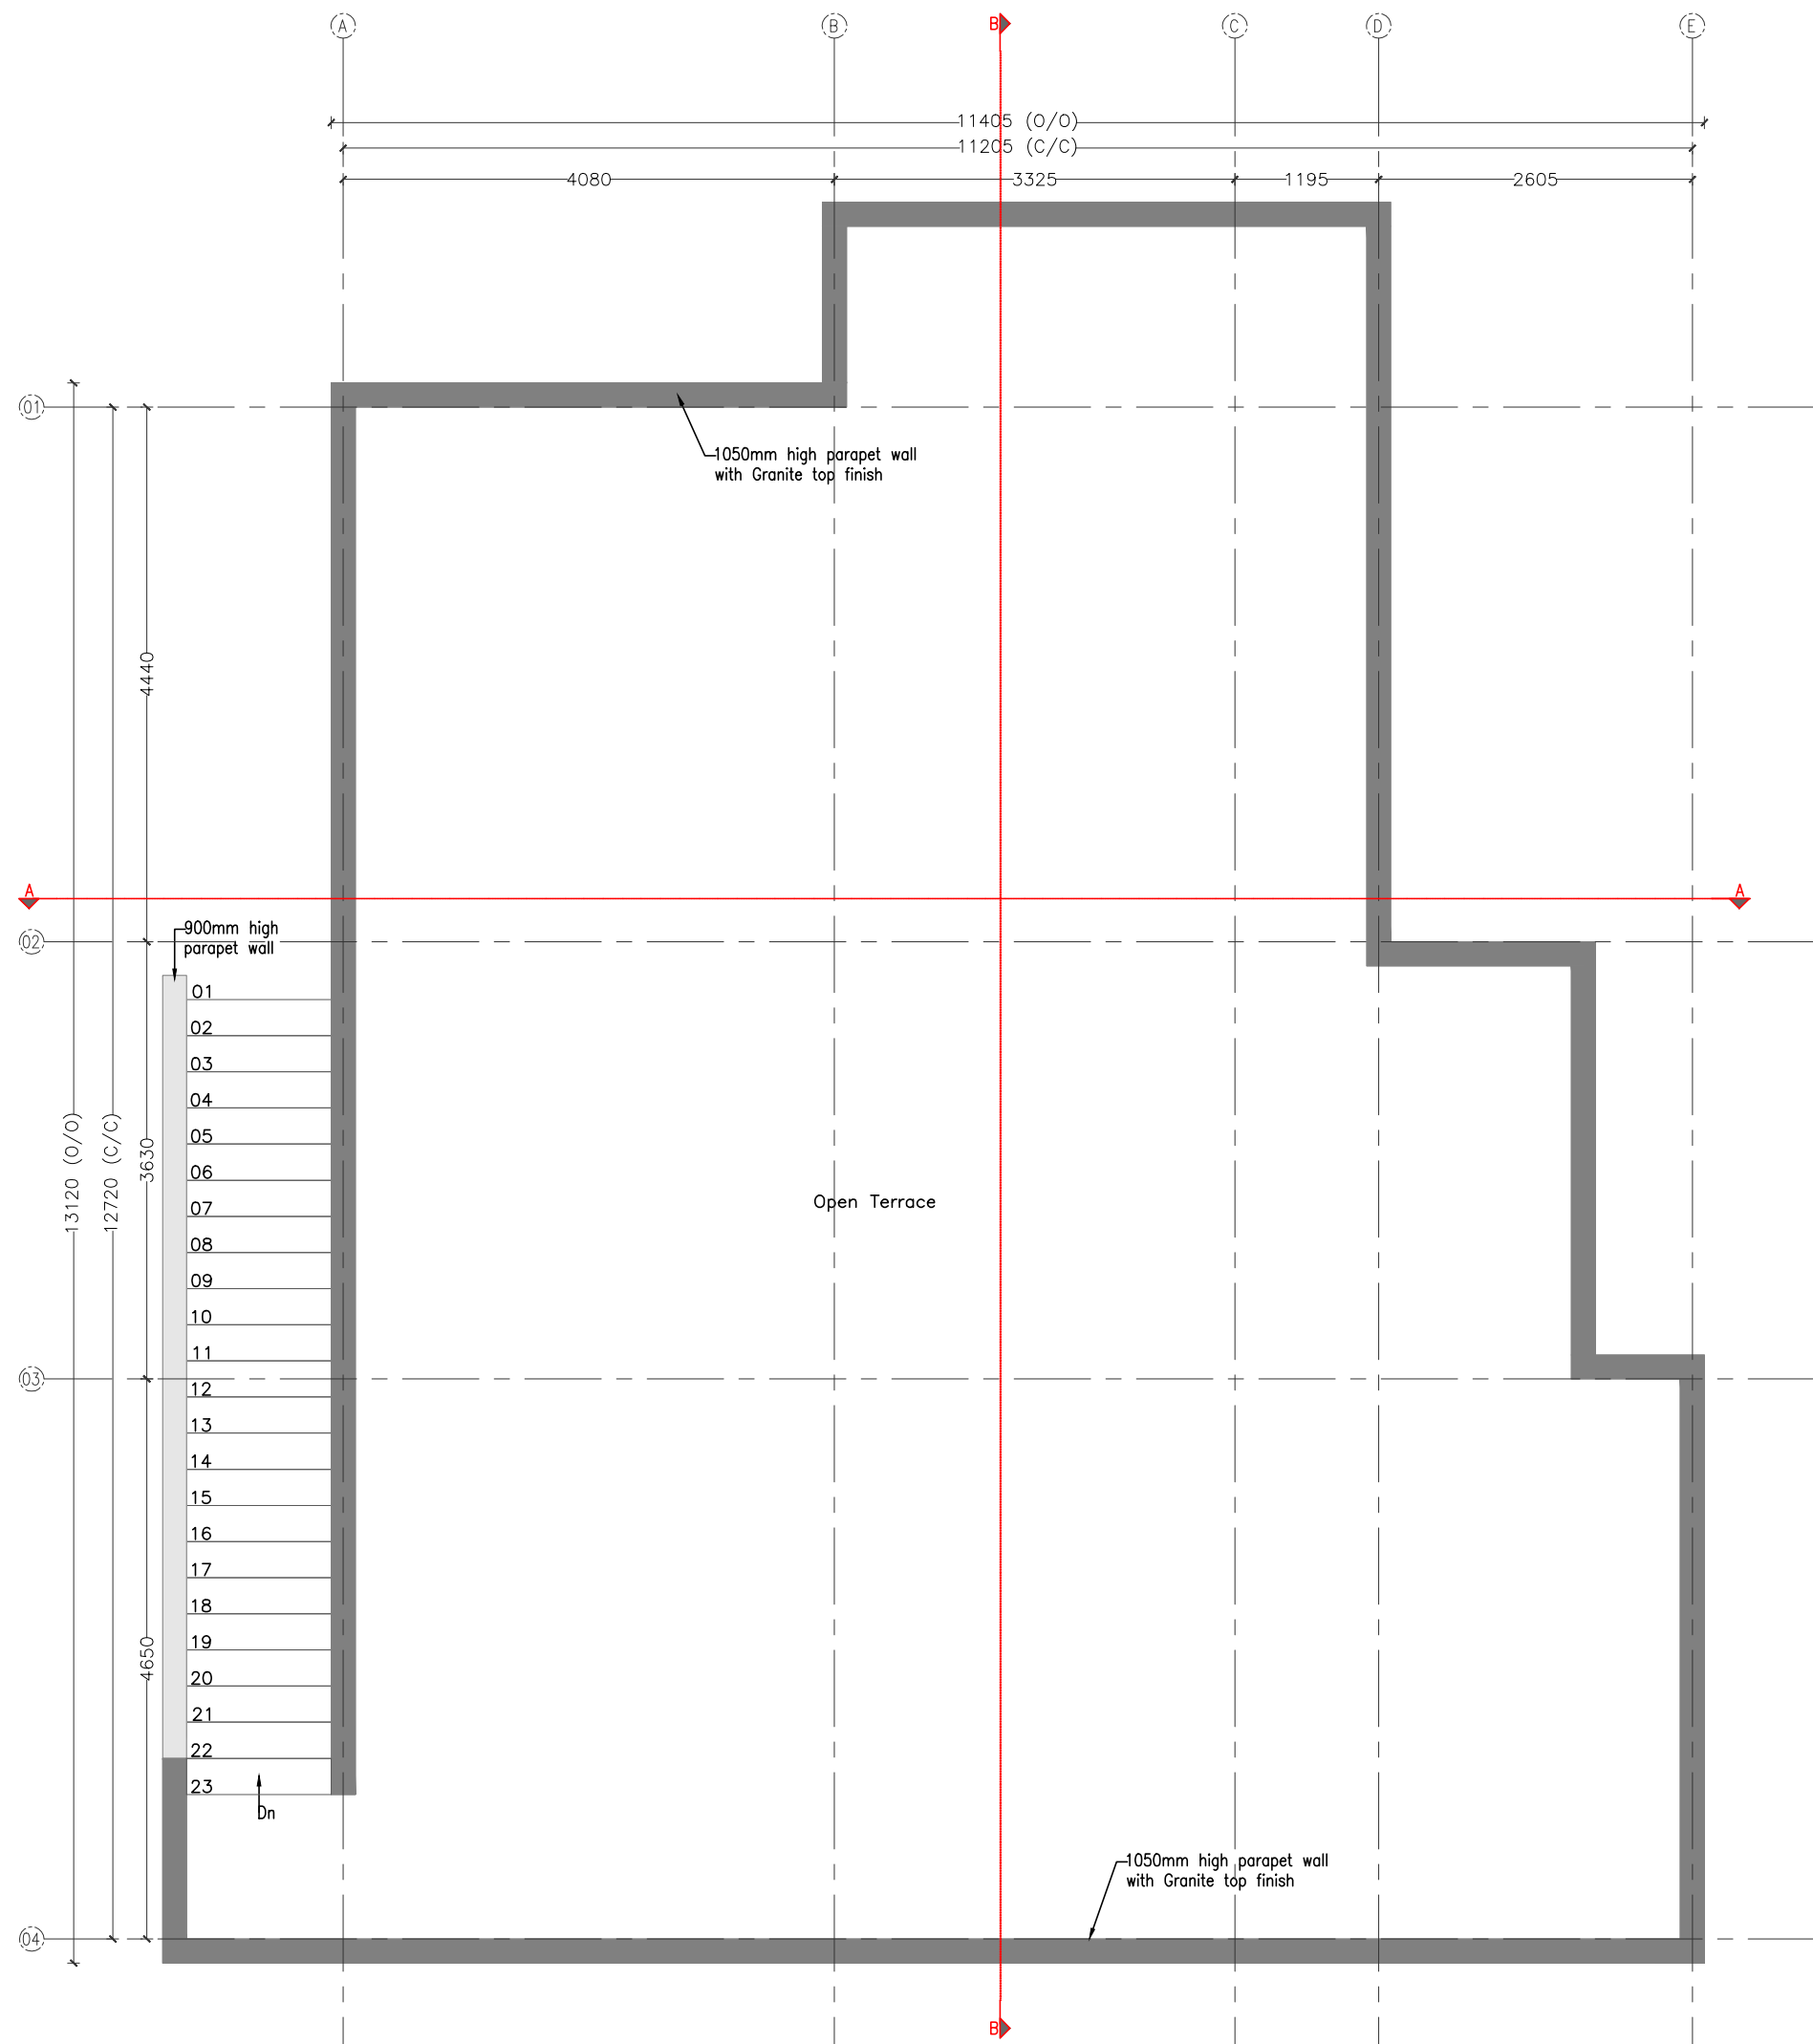 A
B
B
C
D
E
11405 (O/O)
11205 (C/C)
4080
3325
1195
2605
01
1050mm high parapet wall
with Granite top finish
4440
A
A
900mm high
parapet wall
02
01
02
03
04
05
06
07
08
09
10
11
12
13
14
15
16
17
18
19
20
21
22
23
Dn
13120 (O/O)
12720 (C/C)
3630
Open Terrace
03
4650
1050mm high parapet wall
with Granite top finish
04
B